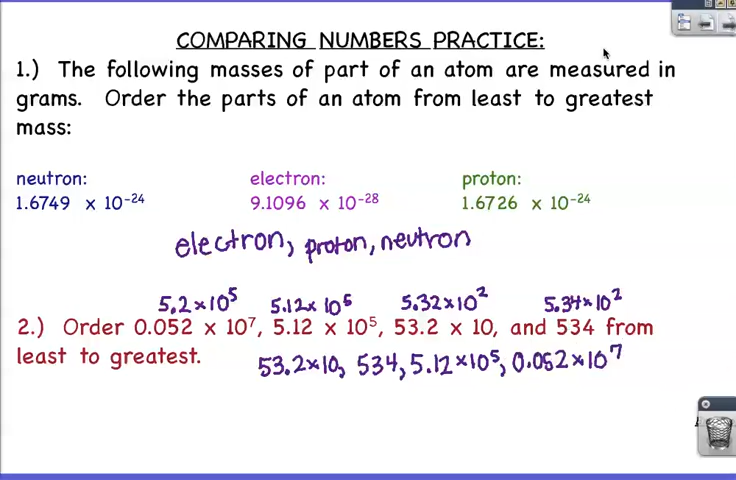 COMPARING NUMBERS PRACTICE:
1.) The following masses of part of an atom are measured in
grams. Order the parts of an atom from least to greatest
mass:
neutron: electron: proton:
1.6749 x 10⁻²⁴ 9.1096 x 10⁻²⁸ 1.6726 x 10⁻²⁴
electron, proton, neutron
5.2×10⁵ 5.12×10⁵ 5.32×10² 5.34×10²
2.) Order 0.052 x 10⁷, 5.12 x 10⁵, 53.2 x 10, and 534 from
least to greatest.
53.2×10, 534, 5.12×10⁵, 0.052×10⁷